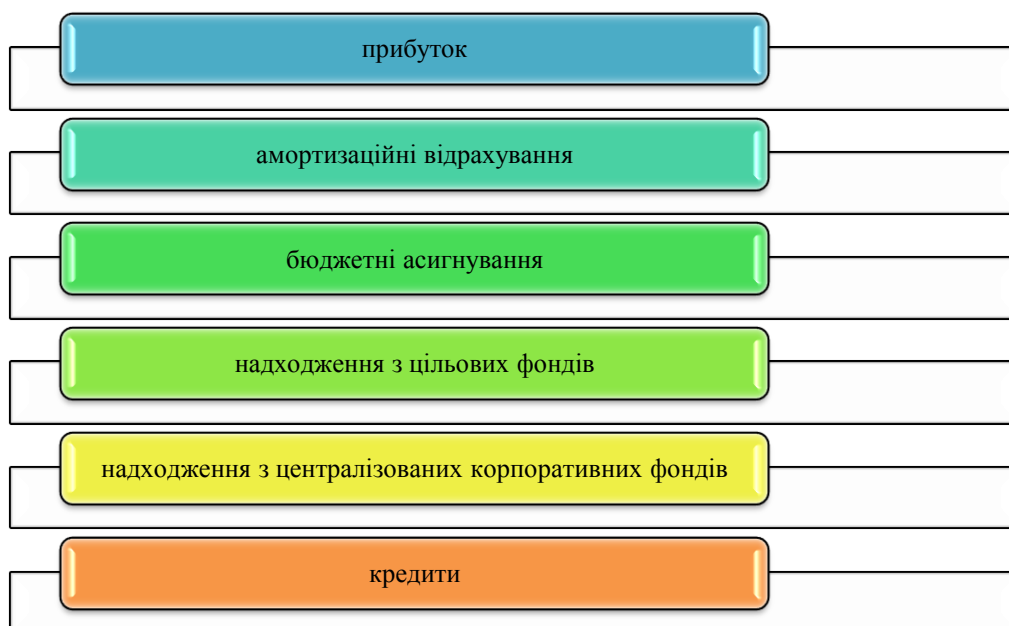 прибуток
амортизаційні відрахування
бюджетні асигнування
надходження з цільових фондів
надходження з централізованих корпоративних фондів
кредити